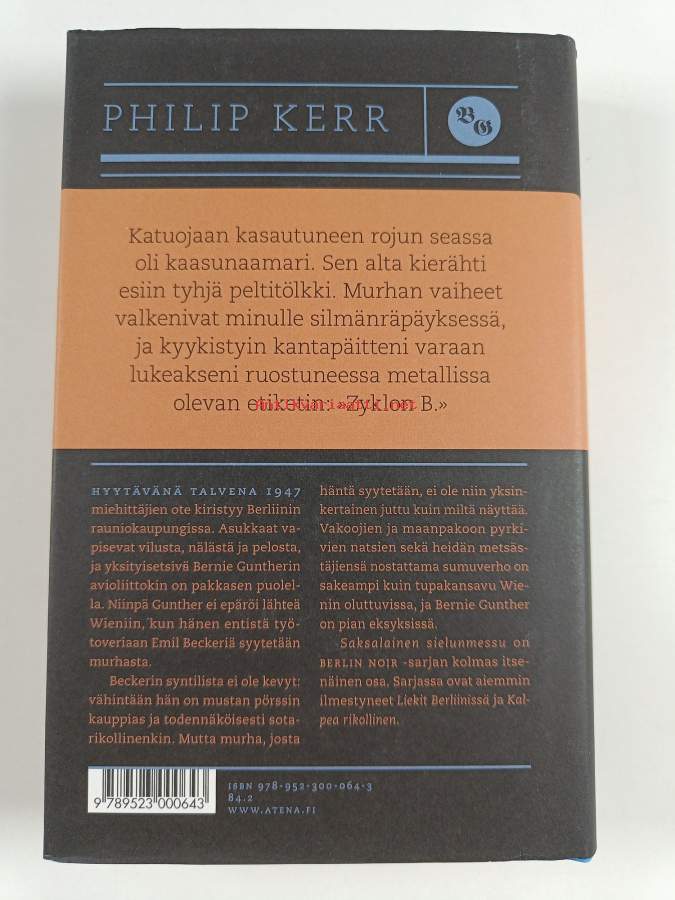 PHILIP KERR
BG
Katuojaan kasautuneen rojun seassa
oli kaasunaamari. Sen alta kierähti
esiin tyhjä peltitölkki. Murhan vaiheet
valkenivat minulle silmänräpäyksessä,
ja kyykistyin kantapäitteni varaan
lukeakseni ruostuneessa metallissa
olevan etiketin: »Zyklon B.»
Antikvariaatti.net
HYYTÄVÄNÄ TALVENA 1947
miehittäjien ote kiristyy Berliinin
rauniokaupungissa. Asukkaat va-
pisevat vilusta, nälästä ja pelosta,
ja yksityisetsivä Bernie Guntherin
avioliittokin on pakkasen puolel-
la. Niinpä Gunther ei epäröi lähteä
Wieniin, kun hänen entistä työ-
toveriaan Emil Beckeriä syytetään
murhasta.
Beckerin syntilista ei ole kevyt:
vähintään hän on mustan pörssin
kauppias ja todennäköisesti sota-
rikollinenkin. Mutta murha, josta
häntä syytetään, ei ole niin yksin-
kertainen juttu kuin miltä näyttää.
Vakoojien ja maanpakoon pyrki-
vien natsien sekä heidän metsäs-
täjiensä nostattama sumuverho on
sakeampi kuin tupakansavu Wie-
nin oluttuvissa, ja Bernie Gunther
on pian eksyksissä.
Saksalainen sielunmessu on
BERLIN NOIR -sarjan kolmas itse-
näinen osa. Sarjassa ovat aiemmin
ilmestyneet Liekit Berliinissä ja Kal-
pea rikollinen.
9 789523 000643
ISBN 978-952-300-064-3
84.2
WWW.ATENA.FI